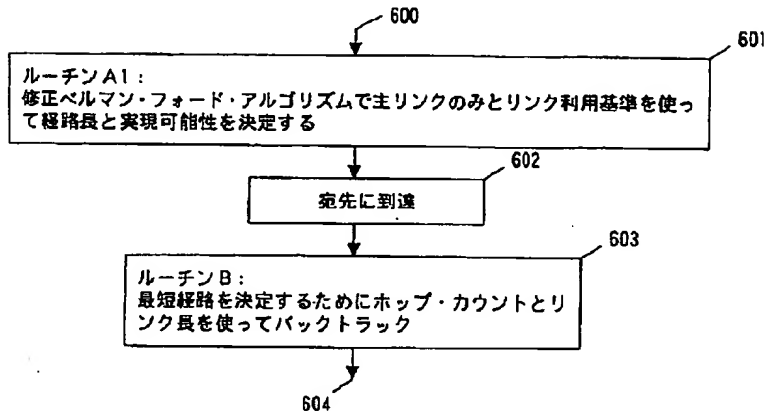 600
601
ルーチンA1：
修正ベルマン・フォード・アルゴリズムで主リンクのみとリンク利用基準を使っ
て経路長と実現可能性を決定する
602
宛先に到達
603
ルーチンB：
最短経路を決定するためにホップ・カウントとリ
ンク長を使ってバックトラック
604